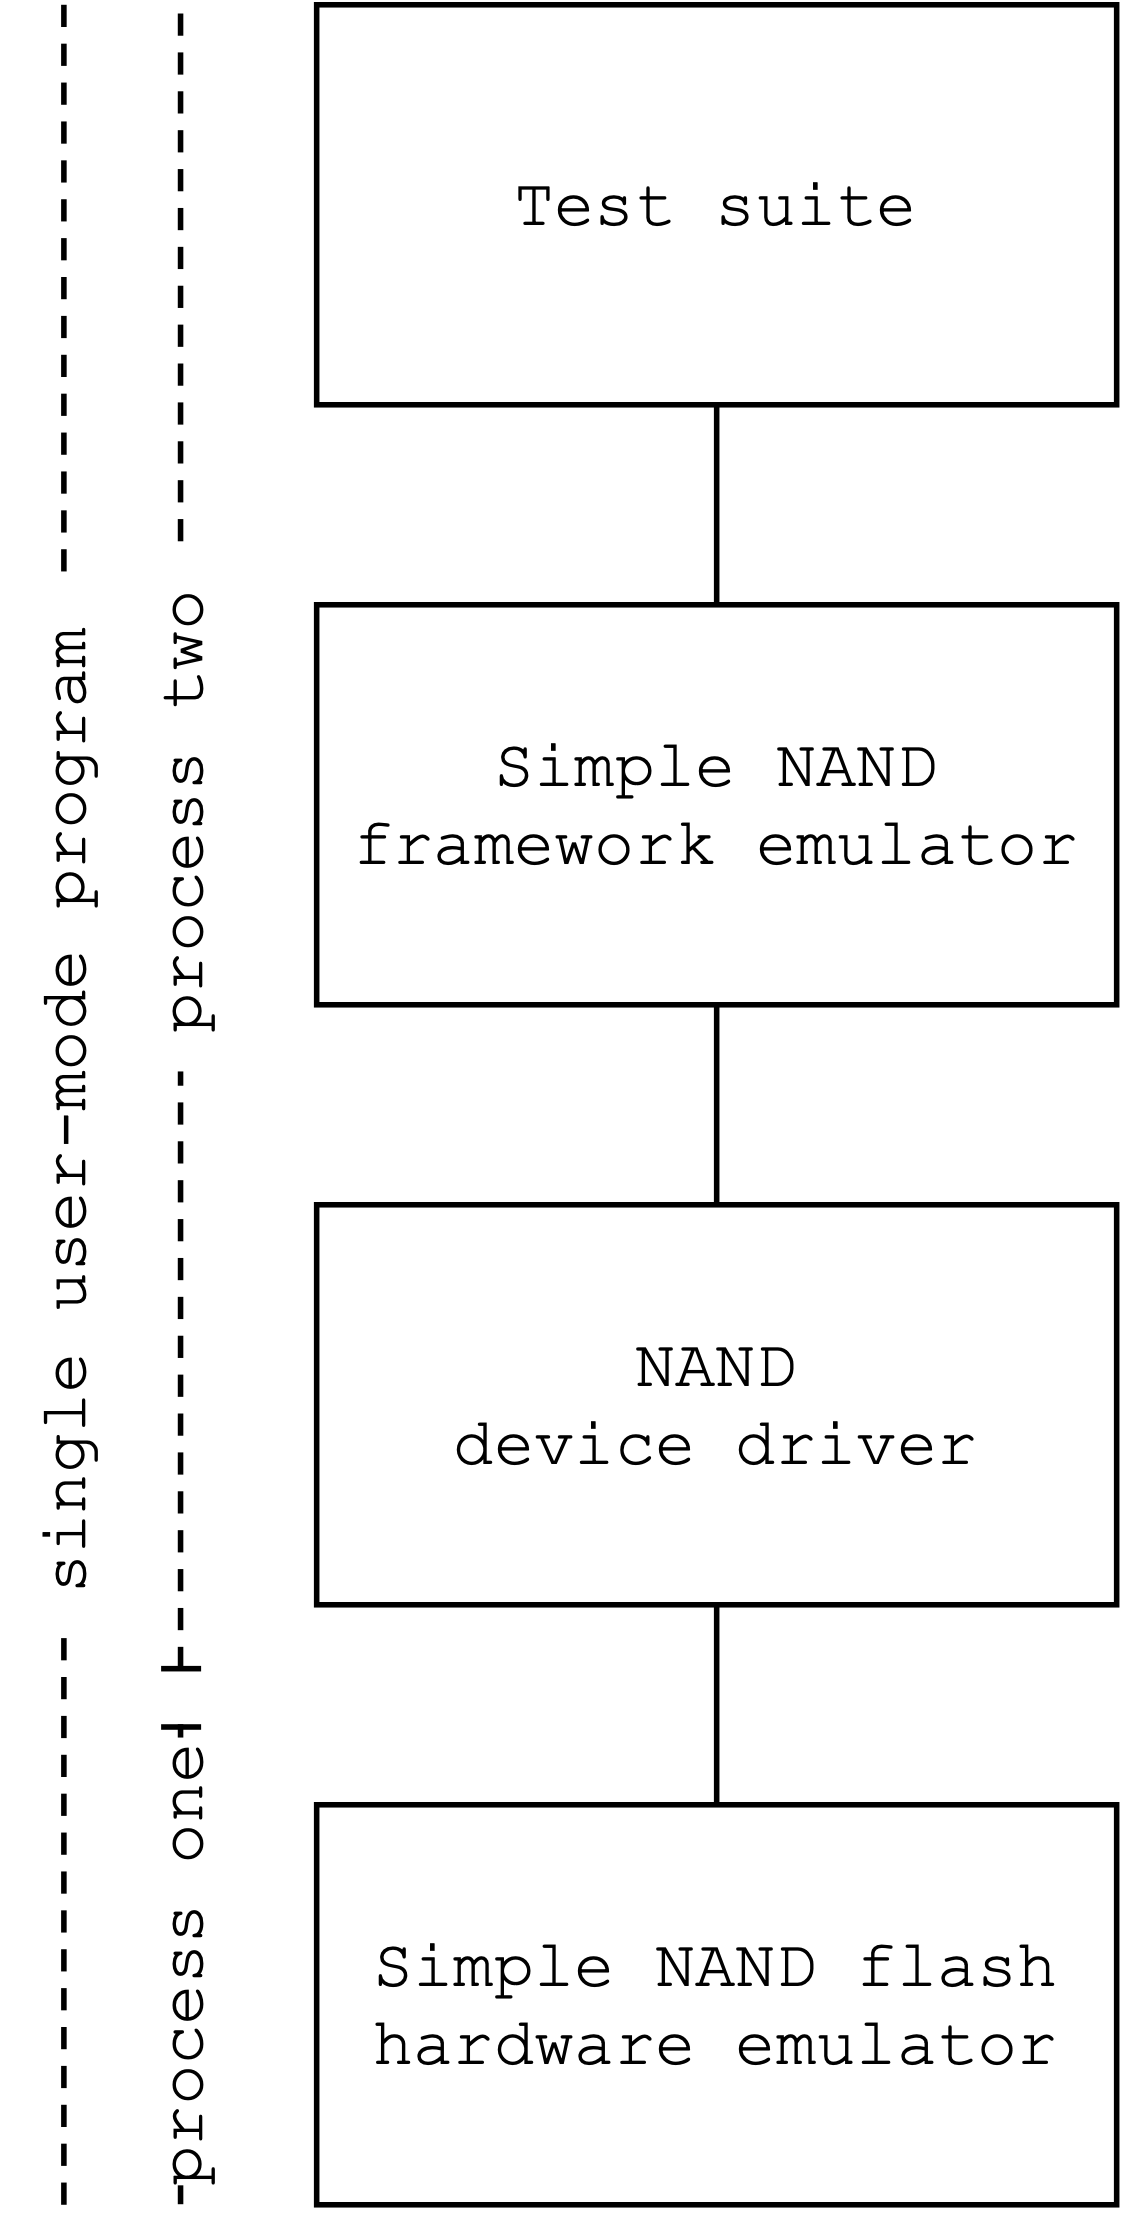 single user-mode program
process two
process one
Test suite
Simple NAND
framework emulator
NAND
device driver
Simple NAND flash
hardware emulator